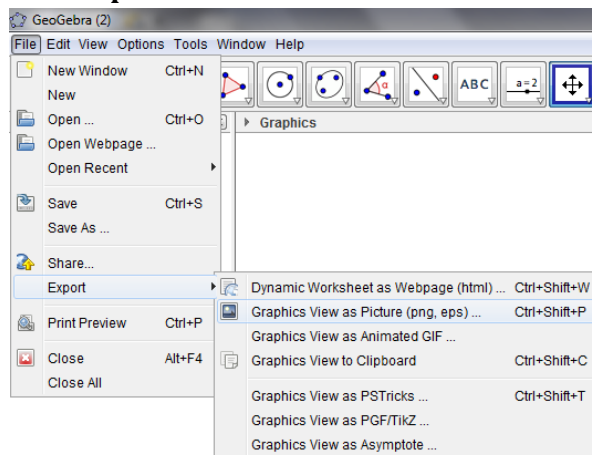 GeoGebra (2)
File Edit View Options Tools Window Help
New Window Ctrl+N
New
Open ... Ctrl+O
Open Webpage ...
Open Recent
Save Ctrl+S
Save As ...
Share...
Export
Print Preview Ctrl+P
Close Alt+F4
Close All
α
ABC
a=2
Graphics
Dynamic Worksheet as Webpage (html) ... Ctrl+Shift+W
Graphics View as Picture (png, eps) ... Ctrl+Shift+P
Graphics View as Animated GIF ...
Graphics View to Clipboard Ctrl+Shift+C
Graphics View as PSTricks ... Ctrl+Shift+T
Graphics View as PGF/TikZ ...
Graphics View as Asymptote ...